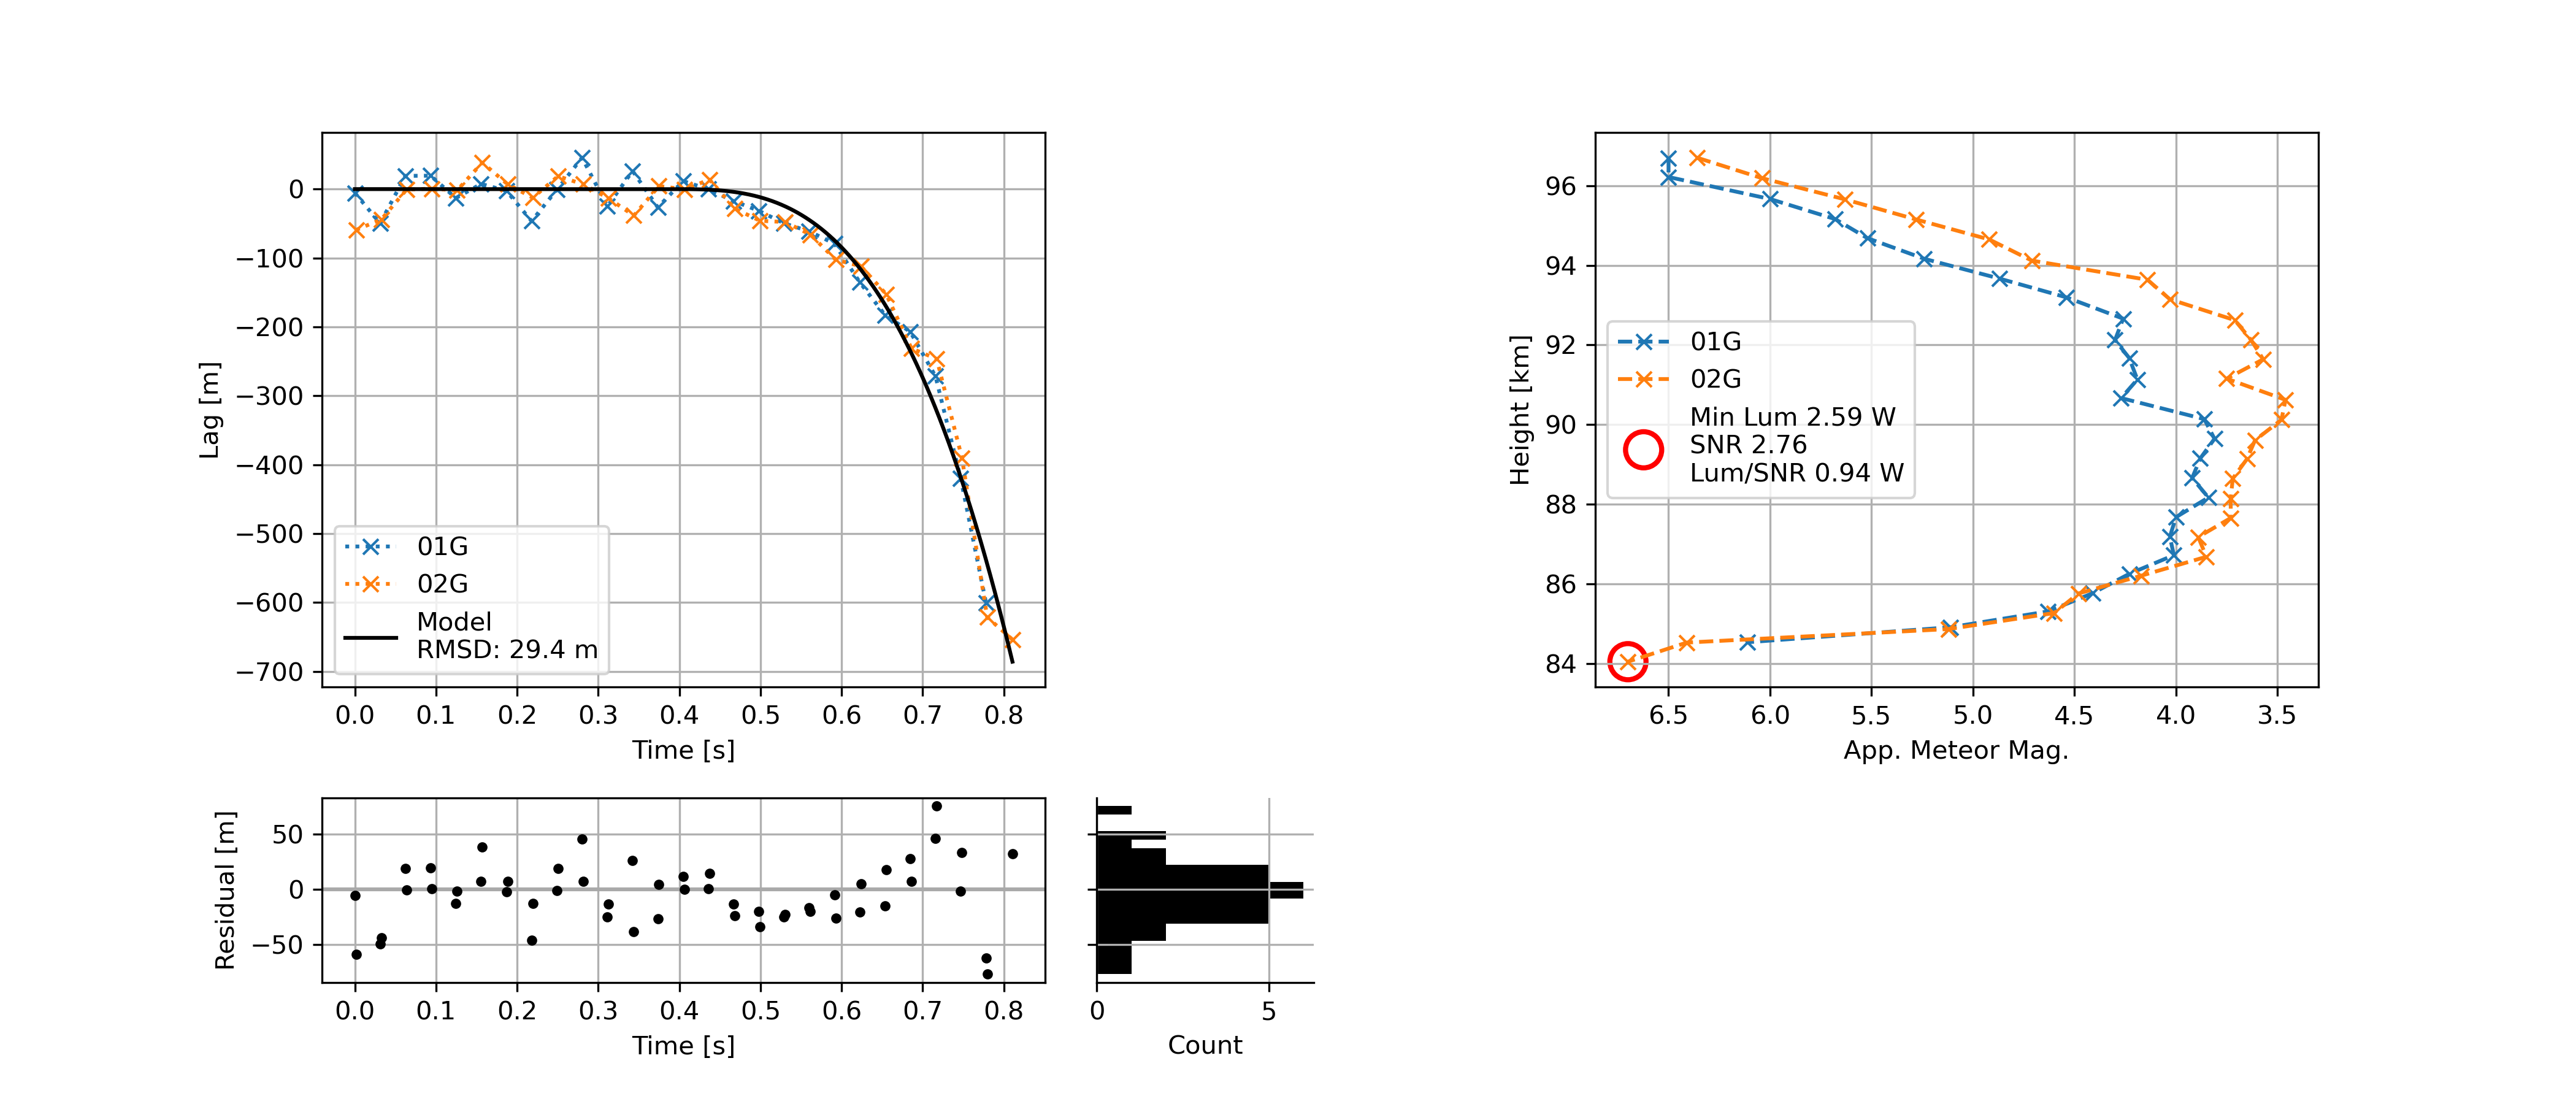 0
−100
−200
−300
−400
−500
−600
−700
Lag [m]
01G
02G
Model
RMSD: 29.4 m
0.0 0.1 0.2 0.3 0.4 0.5 0.6 0.7 0.8
Time [s]
96
94
92
90
88
86
84
Height [km]
01G
02G
Min Lum 2.59 W
SNR 2.76
Lum/SNR 0.94 W
6.5 6.0 5.5 5.0 4.5 4.0 3.5
App. Meteor Mag.
50
0
−50
Residual [m]
0.0 0.1 0.2 0.3 0.4 0.5 0.6 0.7 0.8
Time [s]
0 5
Count